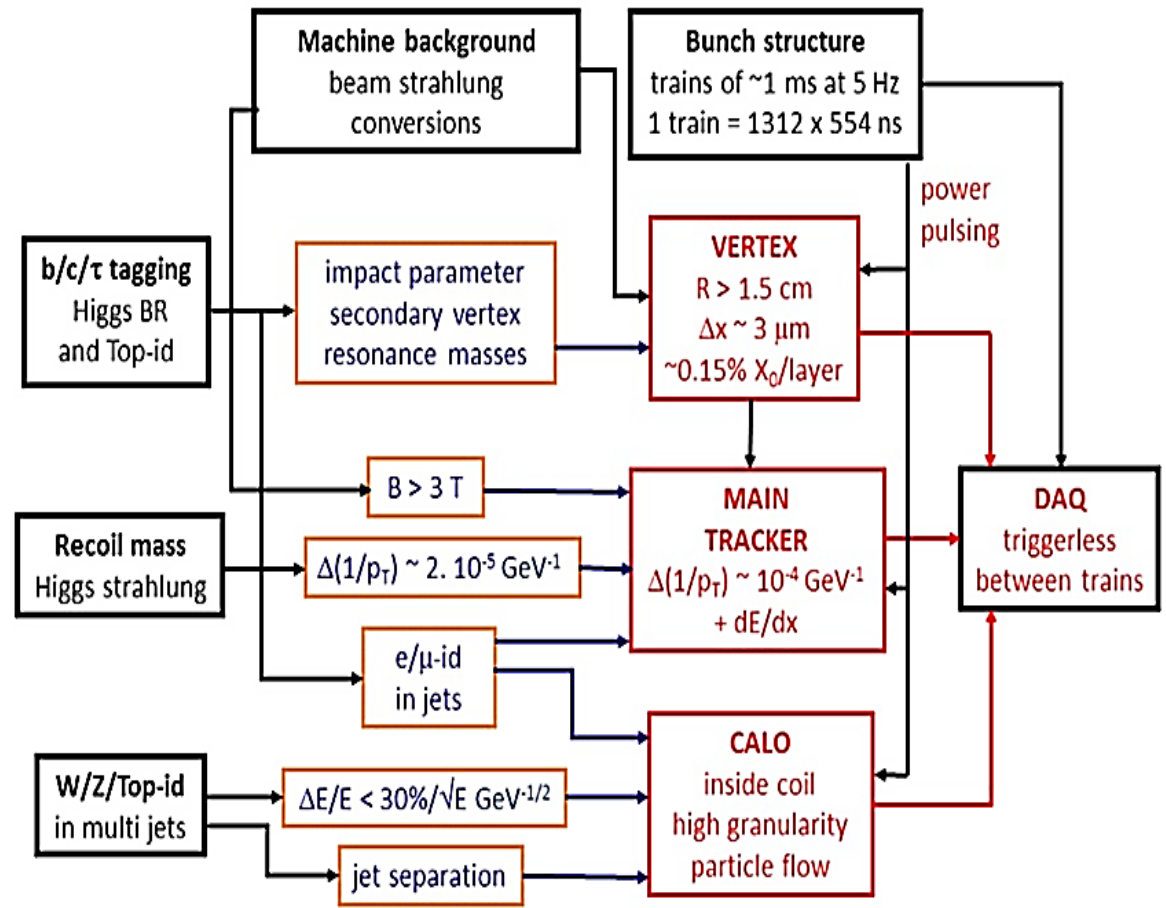 Machine background
beam strahlung
conversions
Bunch structure
trains of ~1 ms at 5 Hz
1 train = 1312 x 554 ns
power
pulsing
b/c/τ tagging
Higgs BR
and Top-id
impact parameter
secondary vertex
resonance masses
VERTEX
R > 1.5 cm
Δx ~ 3 μm
~0.15% X₀/layer
B > 3 T
MAIN
TRACKER
Δ(1/pT) ~ 10⁻⁴ GeV⁻¹
+ dE/dx
DAQ
triggerless
between trains
Recoil mass
Higgs strahlung
Δ(1/pT) ~ 2. 10⁻⁵ GeV⁻¹
e/μ-id
in jets
W/Z/Top-id
in multi jets
ΔE/E < 30%/√E GeV⁻¹/²
jet separation
CALO
inside coil
high granularity
particle flow